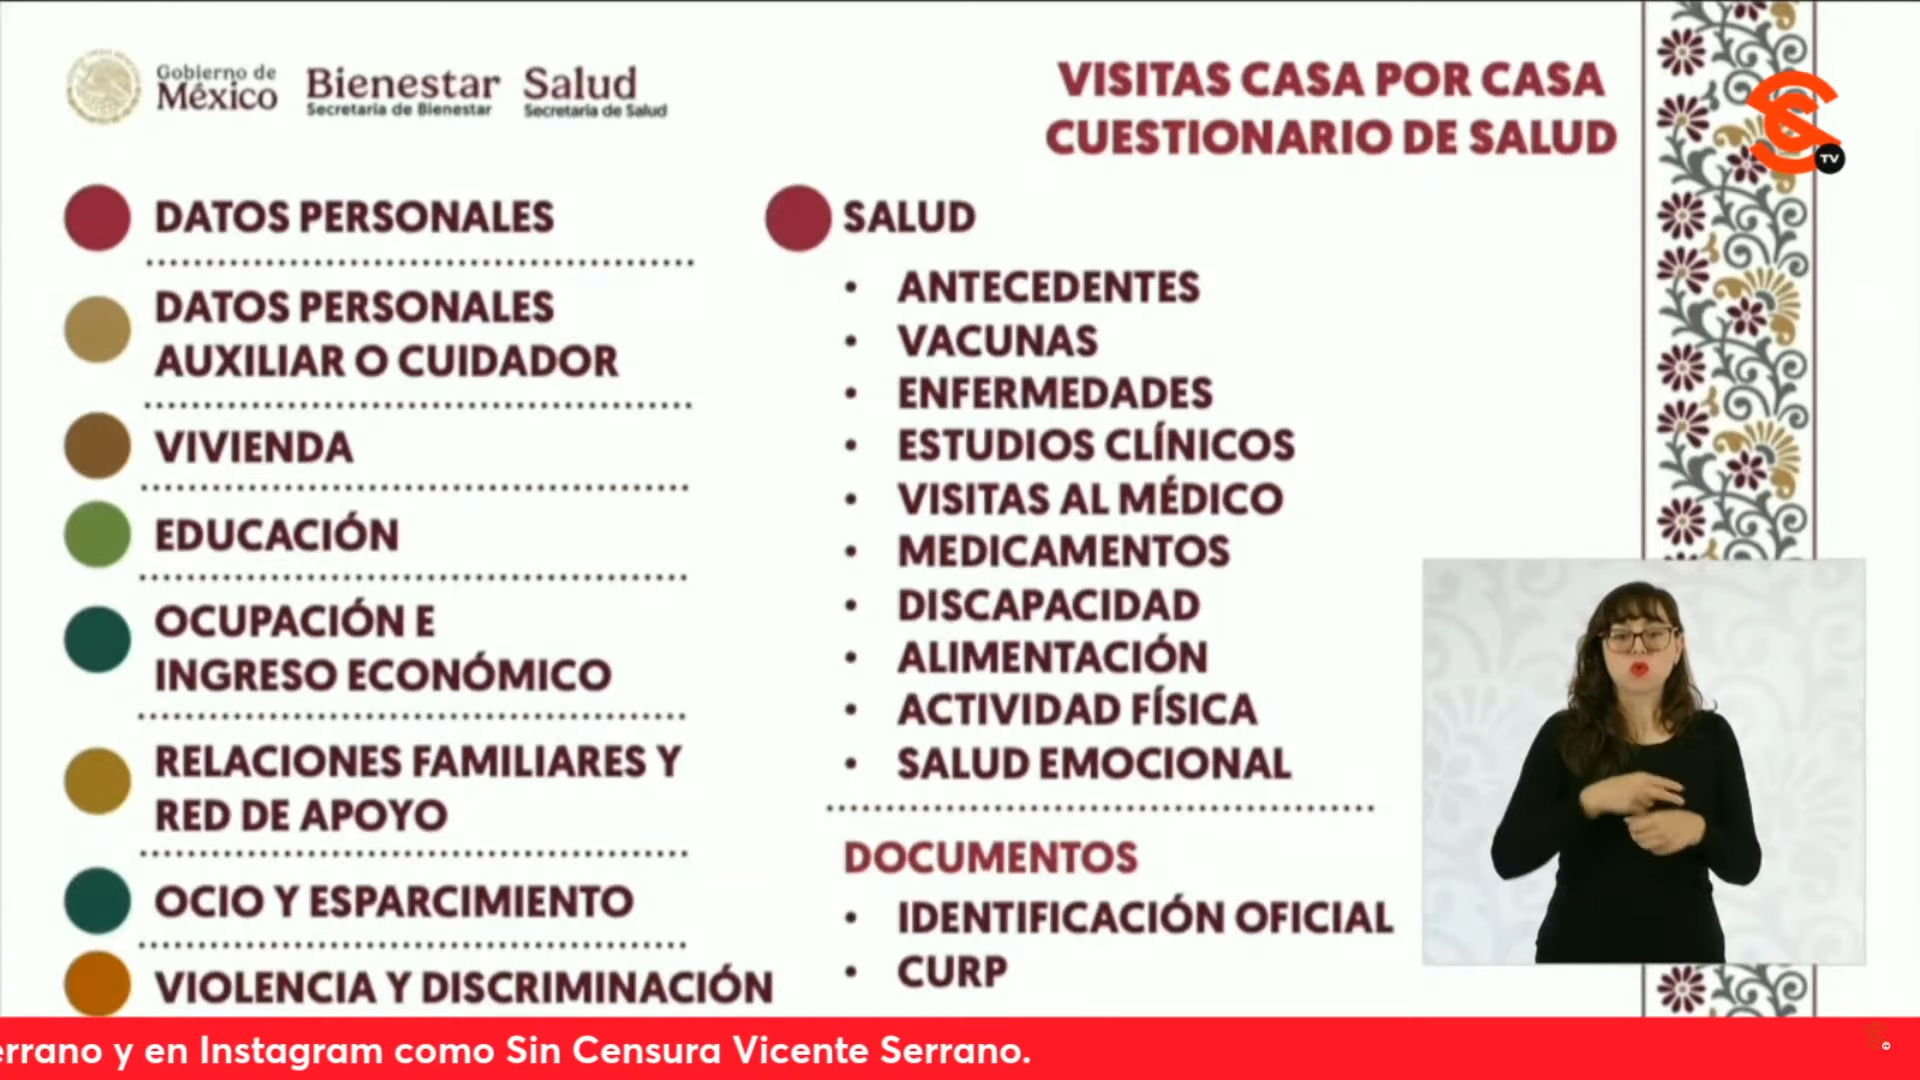 Gobierno de
México
Bienestar
Secretaría de Bienestar
Salud
Secretaría de Salud
VISITAS CASA POR CASA
CUESTIONARIO DE SALUD
TV
DATOS PERSONALES
DATOS PERSONALES
AUXILIAR O CUIDADOR
VIVIENDA
EDUCACIÓN
OCUPACIÓN E
INGRESO ECONÓMICO
RELACIONES FAMILIARES Y
RED DE APOYO
OCIO Y ESPARCIMIENTO
VIOLENCIA Y DISCRIMINACIÓN
SALUD
• ANTECEDENTES
• VACUNAS
• ENFERMEDADES
• ESTUDIOS CLÍNICOS
• VISITAS AL MÉDICO
• MEDICAMENTOS
• DISCAPACIDAD
• ALIMENTACIÓN
• ACTIVIDAD FÍSICA
• SALUD EMOCIONAL
DOCUMENTOS
• IDENTIFICACIÓN OFICIAL
• CURP
errano y en Instagram como Sin Censura Vicente Serrano.